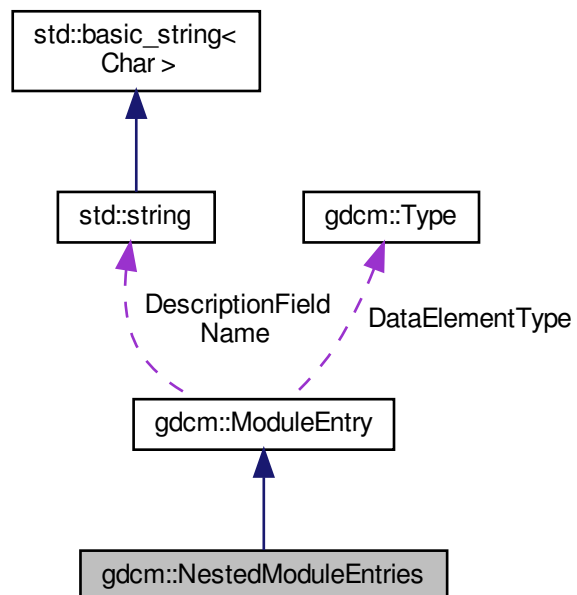 std::basic_string<
Char >
std::string
gdcm::Type
DescriptionField
Name
DataElementType
gdcm::ModuleEntry
gdcm::NestedModuleEntries